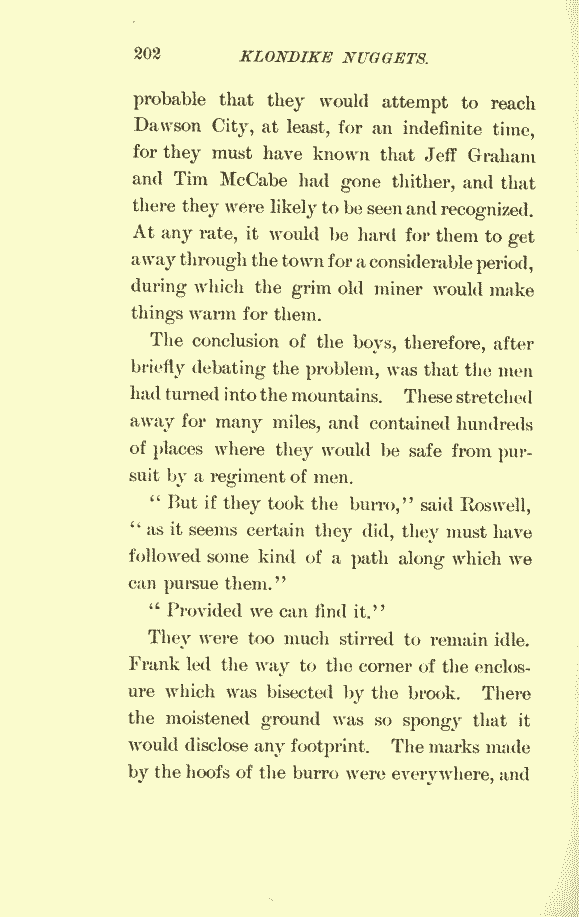 202 KLONDIKE NUGGETS.
probable that they would attempt to reach
Dawson City, at least, for an indefinite time,
for they must have known that Jeff Graham
and Tim McCabe had gone thither, and that
there they were likely to be seen and recognized.
At any rate, it would be hard for them to get
away through the town for a considerable period,
during which the grim old miner would make
things warm for them.
The conclusion of the boys, therefore, after
briefly debating the problem, was that the men
had turned into the mountains. These stretched
away for many miles, and contained hundreds
of places where they would be safe from pur-
suit by a regiment of men.
“ But if they took the burro,” said Roswell,
“ as it seems certain they did, they must have
followed some kind of a path along which we
can pursue them.”
“ Provided we can find it.”
They were too much stirred to remain idle.
Frank led the way to the corner of the enclos-
ure which was bisected by the brook. There
the moistened ground was so spongy that it
would disclose any footprint. The marks made
by the hoofs of the burro were everywhere, and